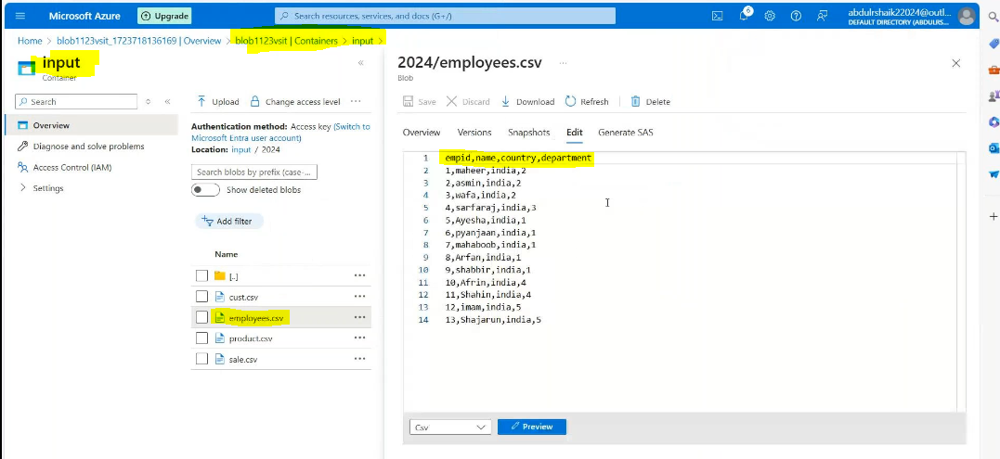 Microsoft Azure
Upgrade
Search resources, services, and docs (G+/)
6
abdulrshaik22024@outl...
DEFAULT DIRECTORY (ABDULRSHAIK2...
Home > blob1123vsit_1723718136169 | Overview > blob1123vsit | Containers > input >
input
Container
Search
Overview
Diagnose and solve problems
Access Control (IAM)
Settings
Upload
Change access level
Authentication method: Access key (Switch to
Microsoft Entra user account)
Location: input / 2024
Search blobs by prefix (case-...
Show deleted blobs
Add filter
Name
[..]
cust.csv
employees.csv
product.csv
sale.csv
2024/employees.csv
Blob
Save
Discard
Download
Refresh
Delete
Overview
Versions
Snapshots
Edit
Generate SAS
1 empid,name,country,department
2 1,maheer,india,2
3 2,asmin,india,2
4 3,wafa,india,2
5 4,sarfaraj,india,3
6 5,Ayesha,india,1
7 6,pyanjaan,india,1
8 7,mahaboob,india,1
9 8,Arfan,india,1
10 9,shabbir,india,1
11 10,Afrin,india,4
12 11,Shahin,india,4
13 12,imam,india,5
14 13,Shajarun,india,5
Csv
Preview